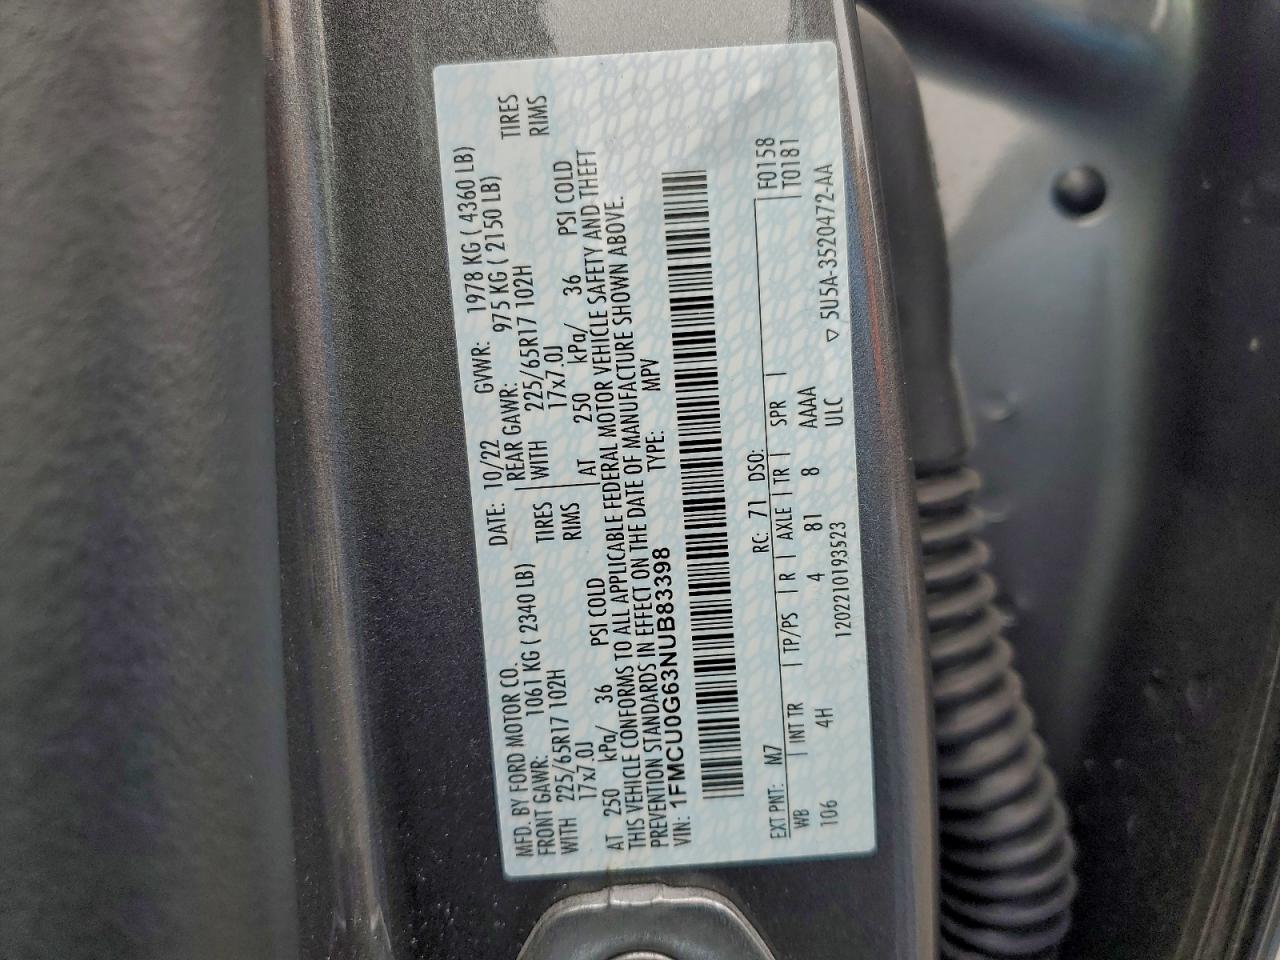 MFD. BY FORD MOTOR CO. DATE: 10/22 GVWR: 1978 KG ( 4360 LB)
FRONT GAWR: 1061 KG ( 2340 LB) REAR GAWR: 975 KG ( 2150 LB)
WITH 225/65R17 102H TIRES WITH 225/65R17 102H TIRES
17x7.0J RIMS 17x7.0J RIMS
AT 250 kPa/ 36 PSI COLD AT 250 kPa/ 36 PSI COLD
THIS VEHICLE CONFORMS TO ALL APPLICABLE FEDERAL MOTOR VEHICLE SAFETY AND THEFT
PREVENTION STANDARDS IN EFFECT ON THE DATE OF MANUFACTURE SHOWN ABOVE.
VIN: 1FMCU0G63NUB83398 TYPE: MPV
F0158
EXT PNT: M7 RC: 71 DSO: T0181
WB INT TR TP/PS R AXLE TR SPR
106 4H 4 81 8 AAAA
1202210193523 ULC ▽ 5U5A-3520472-AA